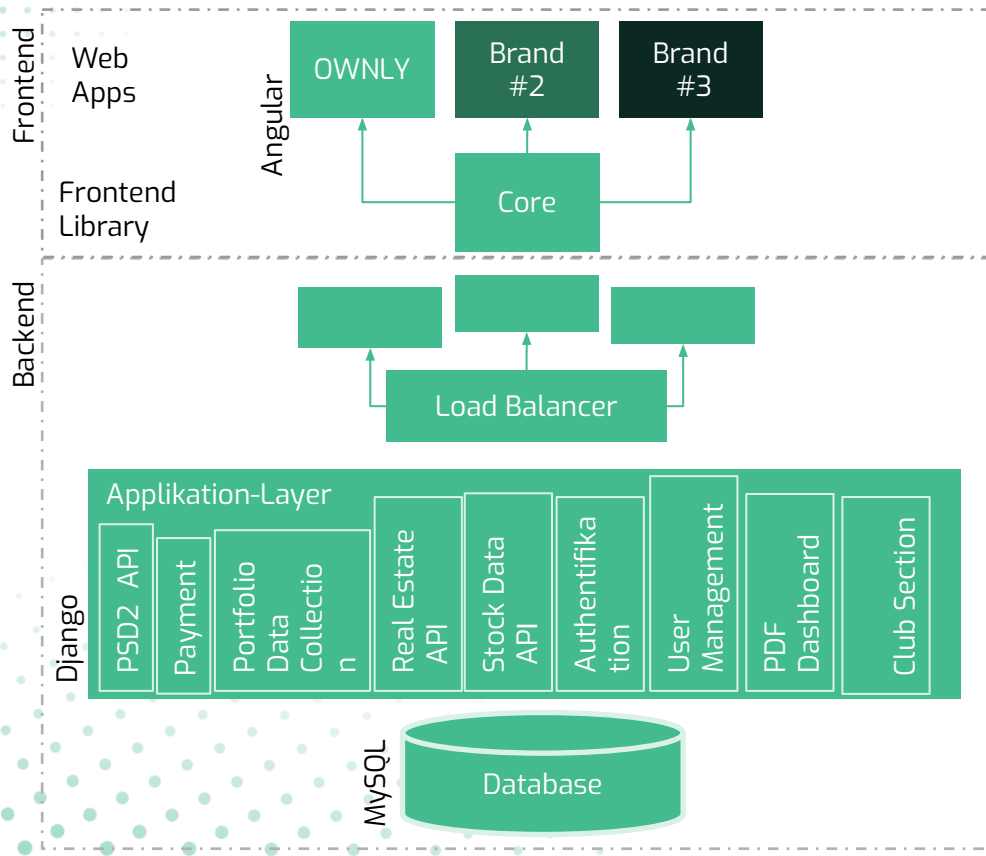 Frontend
Web
Apps
Angular
OWNLY
Brand
#2
Brand
#3
Frontend
Library
Core
Backend
Load Balancer
Django
Applikation-Layer
PSD2 API
Payment
Portfolio
Data
Collectio
n
Real Estate
API
Stock Data
API
Authentifika
tion
User
Management
PDF
Dashboard
Club Section
MySQL
Database